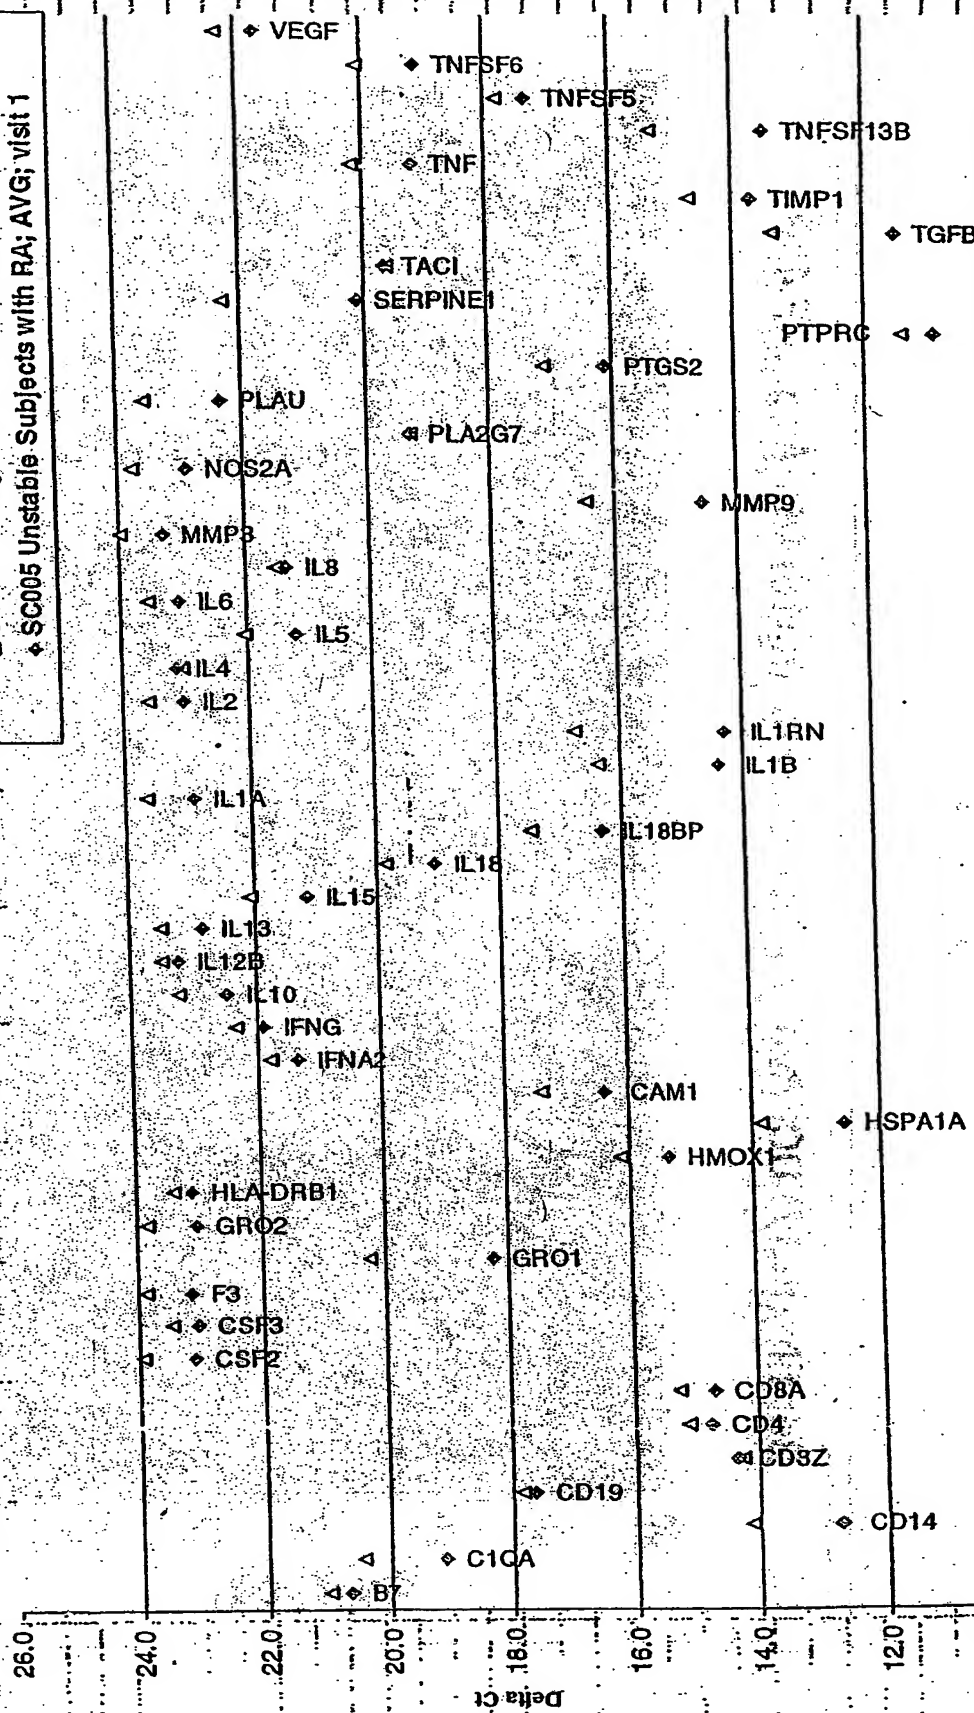 ◆ SC005 Unstable Subjects with RA; AVG; visit 1
VEGF
TNFSF6
TNFSF5
TNFSF13B
TNF
TIMP1
TGFB
TACI
SERPINE1
PTPRC
PTGS2
PLAU
PLA2G7
NOS2A
MMP9
MMP3
IL8
IL6
IL5
IL4
IL2
IL1RN
IL1B
IL1A
IL18BP
IL18
IL15
IL13
IL12B
IL10
IFNG
IFNA2
CAM1
HSPA1A
HMOX1
HLA-DRB1
GRO2
GRO1
F3
CSF3
CSF2
CD8A
CD4
CD3Z
CD19
CD14
C1QA
B7
26.0
24.0
22.0
20.0
18.0
16.0
14.0
12.0
Delta Ct